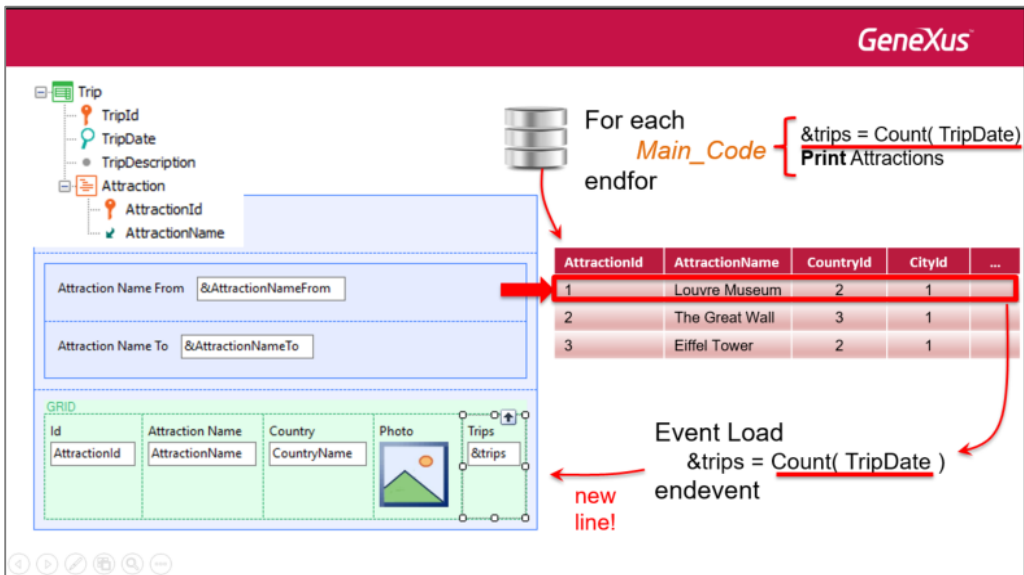 GeneXus™
Trip
TripId
TripDate
TripDescription
Attraction
AttractionId
AttractionName
For each
Main_Code
endfor
&trips = Count( TripDate)
Print Attractions
Attraction Name From &AttractionNameFrom
Attraction Name To &AttractionNameTo
AttractionId AttractionName CountryId CityId ...
1 Louvre Museum 2 1
2 The Great Wall 3 1
3 Eiffel Tower 2 1
GRID
Id Attraction Name Country Photo Trips
AttractionId AttractionName CountryName &trips
Event Load
&trips = Count( TripDate )
endevent
new
line!